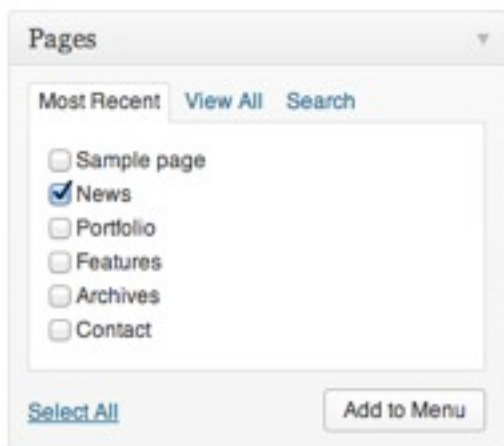 Pages
Most Recent View All Search
Sample page
News
Portfolio
Features
Archives
Contact
Select All Add to Menu